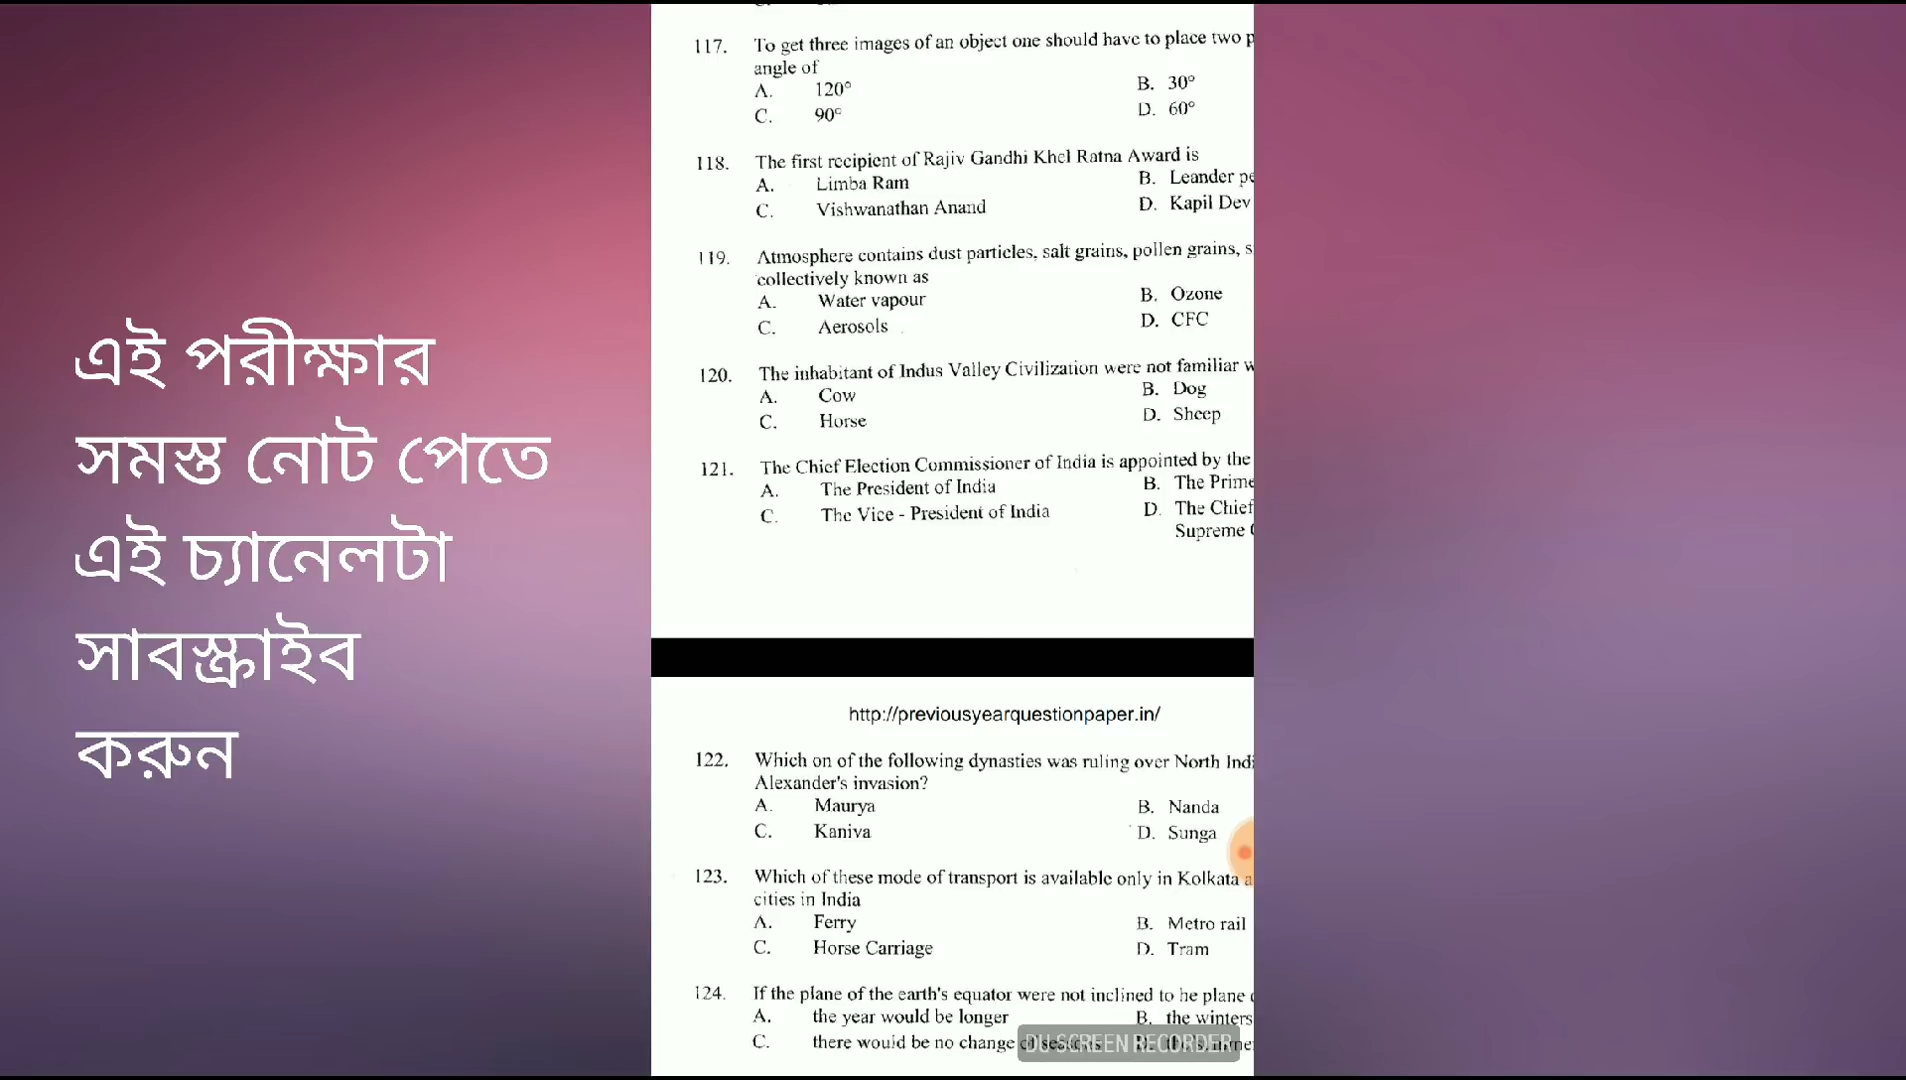 এই পরীক্ষার
সমস্ত নোট পেতে
এই চ্যানেলটা
সাবস্ক্রাইব
করুন
117. To get three images of an object one should have to place two p
angle of
A. 120° B. 30°
C. 90° D. 60°
118. The first recipient of Rajiv Gandhi Khel Ratna Award is
A. Limba Ram B. Leander pe
C. Vishwanathan Anand D. Kapil Dev
119. Atmosphere contains dust particles, salt grains, pollen grains, s
collectively known as
A. Water vapour B. Ozone
C. Aerosols D. CFC
120. The inhabitant of Indus Valley Civilization were not familiar w
A. Cow B. Dog
C. Horse D. Sheep
121. The Chief Election Commissioner of India is appointed by the
A. The President of India B. The Prime
C. The Vice - President of India D. The Chief
Supreme
http://previousyearquestionpaper.in/
122. Which on of the following dynasties was ruling over North Indi
Alexander's invasion?
A. Maurya B. Nanda
C. Kaniva D. Sunga
123. Which of these mode of transport is available only in Kolkata a
cities in India
A. Ferry B. Metro rail
C. Horse Carriage D. Tram
124. If the plane of the earth's equator were not inclined to he plane
A. the year would be longer B. the winters
C. there would be no change
DU SCREEN RECORDER